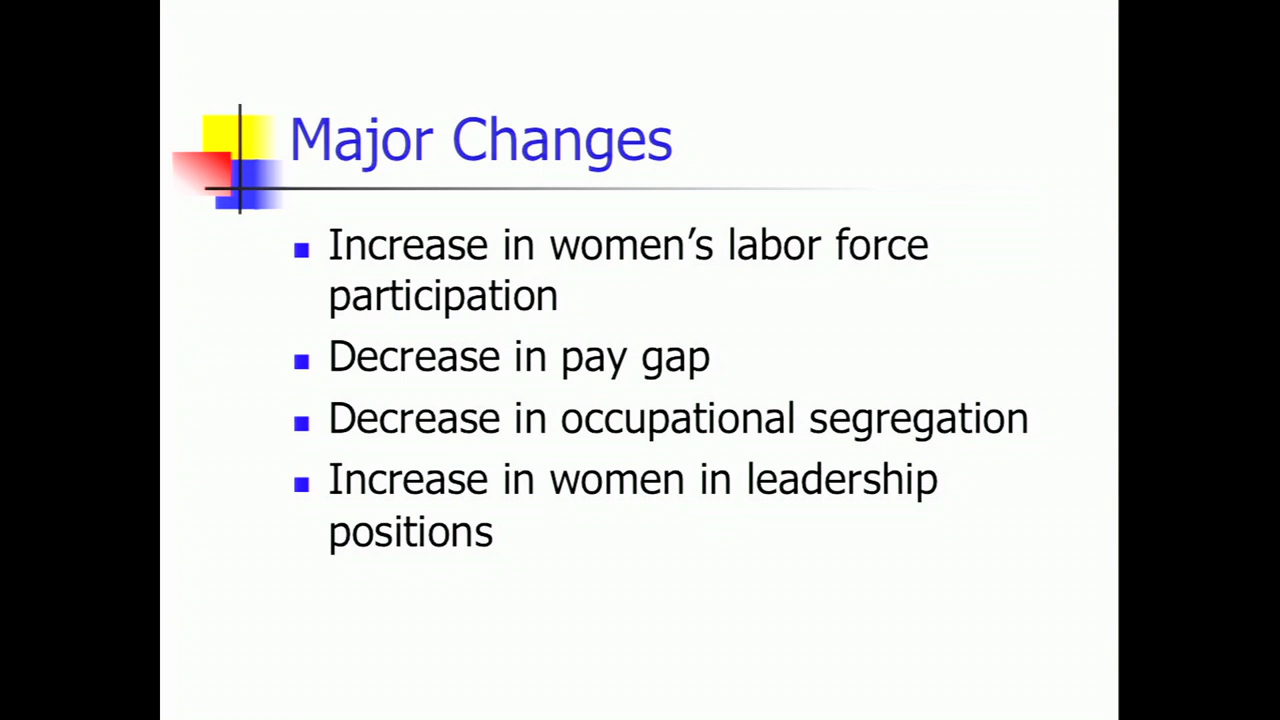 Major Changes
Increase in women’s labor force
participation
Decrease in pay gap
Decrease in occupational segregation
Increase in women in leadership
positions